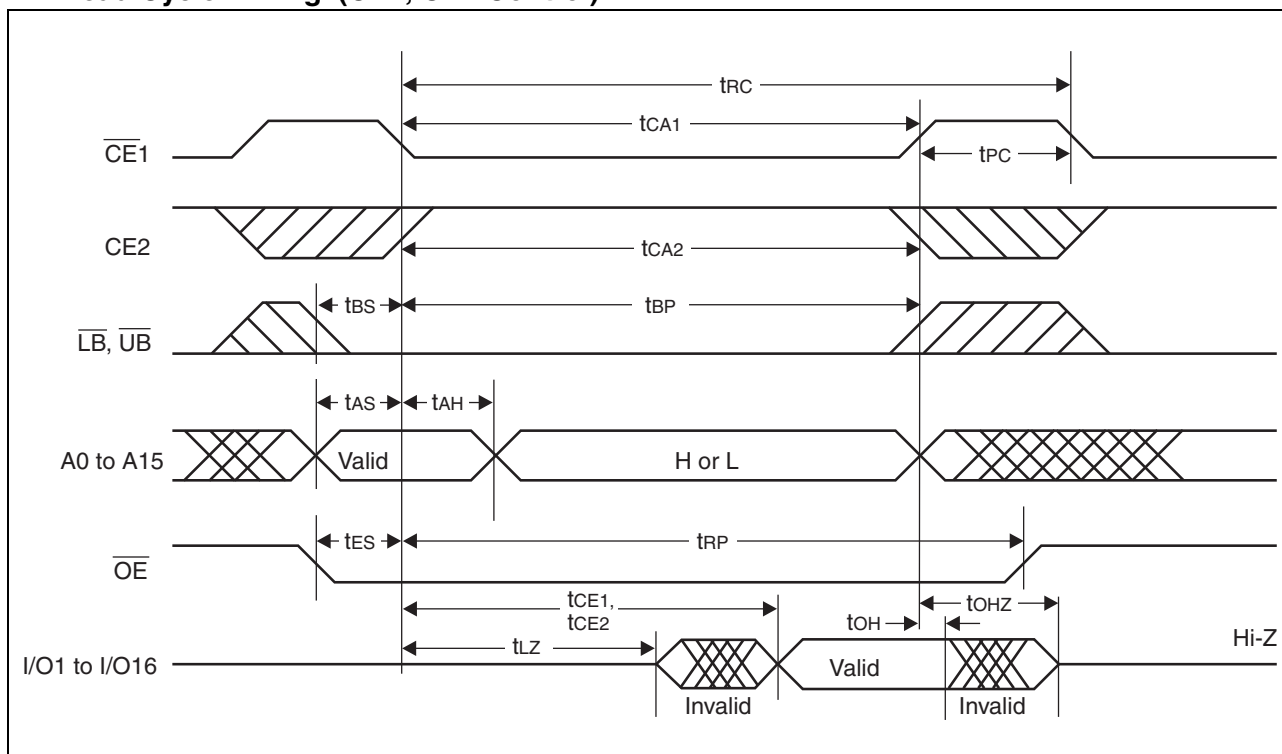 tRC
tCA1
CE1
tPC
CE2
tCA2
tBS
tBP
LB, UB
tAS
tAH
A0 to A15
Valid
H or L
tES
tRP
OE
tCE1,
tCE2
tOHZ
tOH
tLZ
Hi-Z
I/O1 to I/O16
Valid
Invalid
Invalid